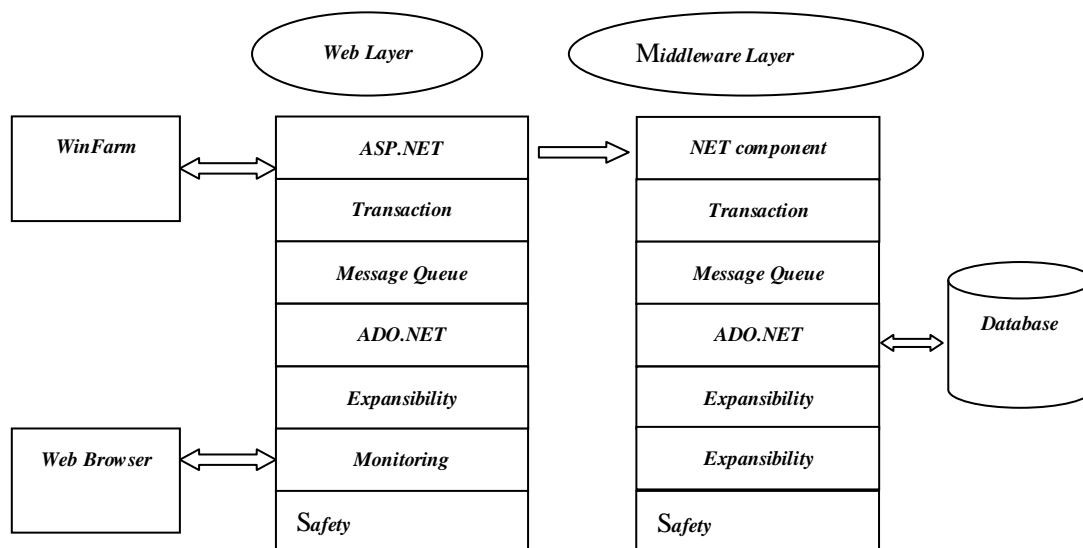 Web Layer
Middleware Layer
WinFarm
ASP.NET
NET component
Transaction
Transaction
Message Queue
Message Queue
Database
ADO.NET
ADO.NET
Expansibility
Expansibility
Web Browser
Monitoring
Expansibility
Safety
Safety